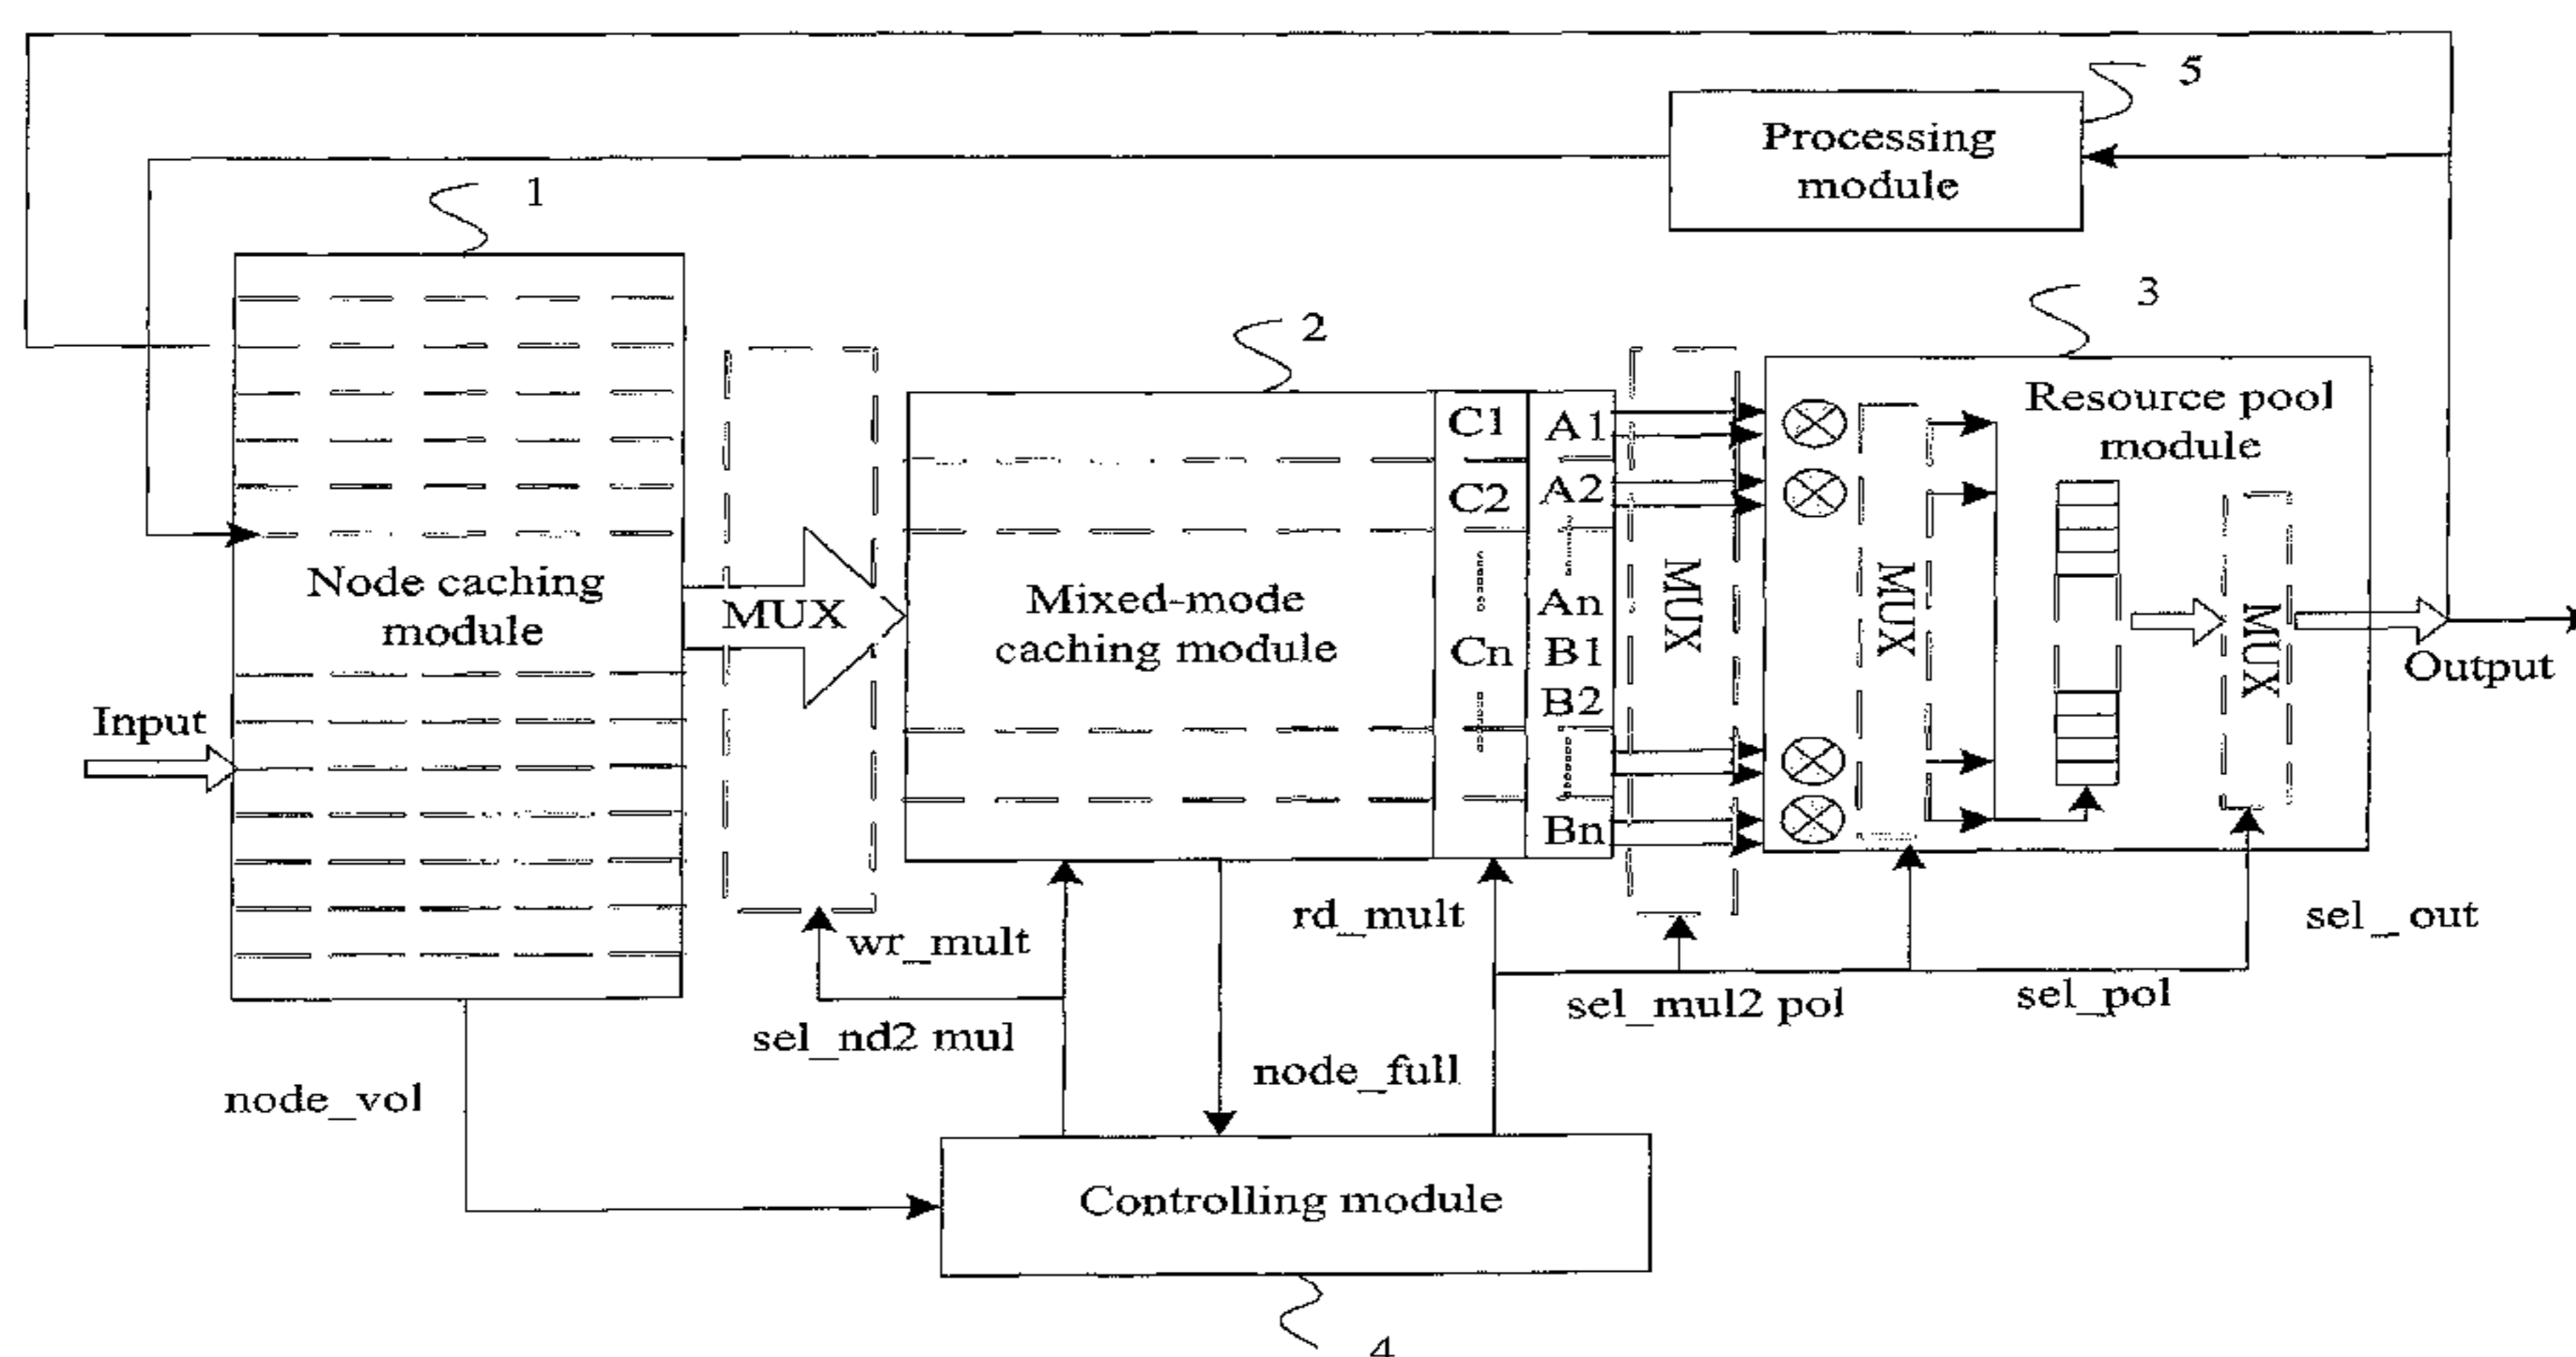 5
Processing
module
1
3
2
Resource pool
module
C1
A1
C2
A2
Node caching
module
MUX
Mixed-mode
caching module
An
Cn
B1
B2
Bn
MUX
MUX
MUX
Input
Output
wr_mult
rd_mult
sel_ out
sel_nd2 mul
sel_mul2 pol
sel_pol
node_vol
node_full
Controlling module
4